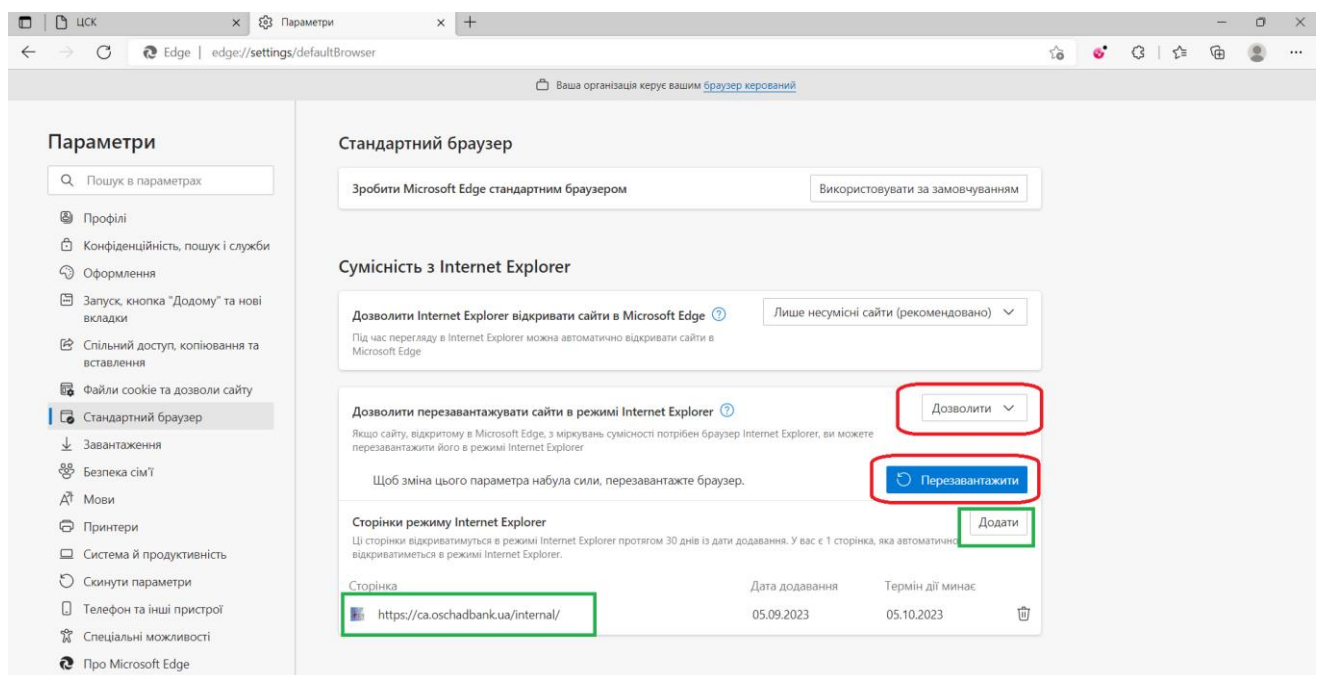 ЦСК
Параметри
Edge | edge://settings/defaultBrowser
Ваша організація керує вашим браузер керований
Параметри
Пошук в параметрах
Профілі
Конфіденційність, пошук і служби
Оформлення
Запуск, кнопка "Додому" та нові
вкладки
Спільний доступ, копіювання та
вставлення
Файли cookie та дозволи сайту
Стандартний браузер
Завантаження
Безпека сім'ї
Мови
Принтери
Система й продуктивність
Скинути параметри
Телефон та інші пристрої
Спеціальні можливості
Про Microsoft Edge
Стандартний браузер
Зробити Microsoft Edge стандартним браузером
Використовувати за замовчуванням
Сумісність з Internet Explorer
Дозволити Internet Explorer відкривати сайти в Microsoft Edge
Лише несумісні сайти (рекомендовано)
Під час перегляду в Internet Explorer можна автоматично відкривати сайти в
Microsoft Edge
Дозволити перезавантажувати сайти в режимі Internet Explorer
Дозволити
Якщо сайту, відкритому в Microsoft Edge, з міркувань сумісності потрібен браузер Internet Explorer, ви можете
перезавантажити його в режимі Internet Explorer
Щоб зміна цього параметра набула сили, перезавантажте браузер.
Перезавантажити
Сторінки режиму Internet Explorer
Додати
Ці сторінки відкриватимуться в режимі Internet Explorer протягом 30 днів із дати додавання. У вас є 1 сторінка, яка автоматично
відкриватиметься в режимі Internet Explorer.
Сторінка Дата додавання Термін дії минає
https://ca.oschadbank.ua/internal/ 05.09.2023 05.10.2023